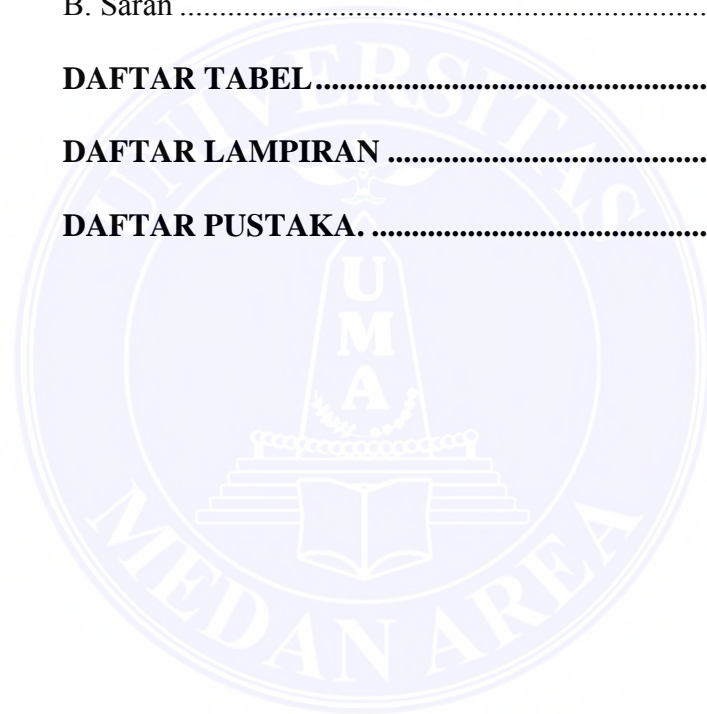 B. Saran ....................................................................
DAFTAR TABEL................................................
DAFTAR LAMPIRAN .......................................
DAFTAR PUSTAKA. .........................................
UNIVERSITAS
UMA
MEDAN AREA